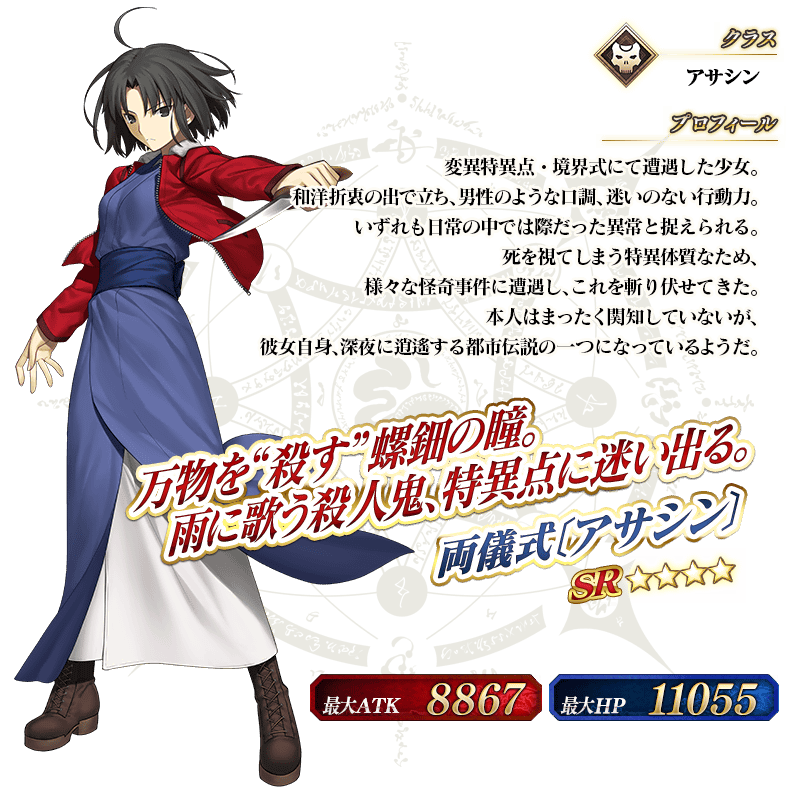 クラス
アサシン
プロフィール
変異特異点・境界式にて遭遇した少女。
和洋折衷の出で立ち、男性のような口調、迷いのない行動力。
いずれも日常の中では際だった異常と捉えられる。
死を視てしまう特異体質なため、
様々な怪奇事件に遭遇し、これを斬り伏せてきた。
本人はまったく関知していないが、
彼女自身、深夜に逍遙する都市伝説の一つになっているようだ。
万物を“殺す”螺鈿の瞳。
雨に歌う殺人鬼、特異点に迷い出る。
両儀式〔アサシン〕
SR
最大ATK 8867
最大HP 11055